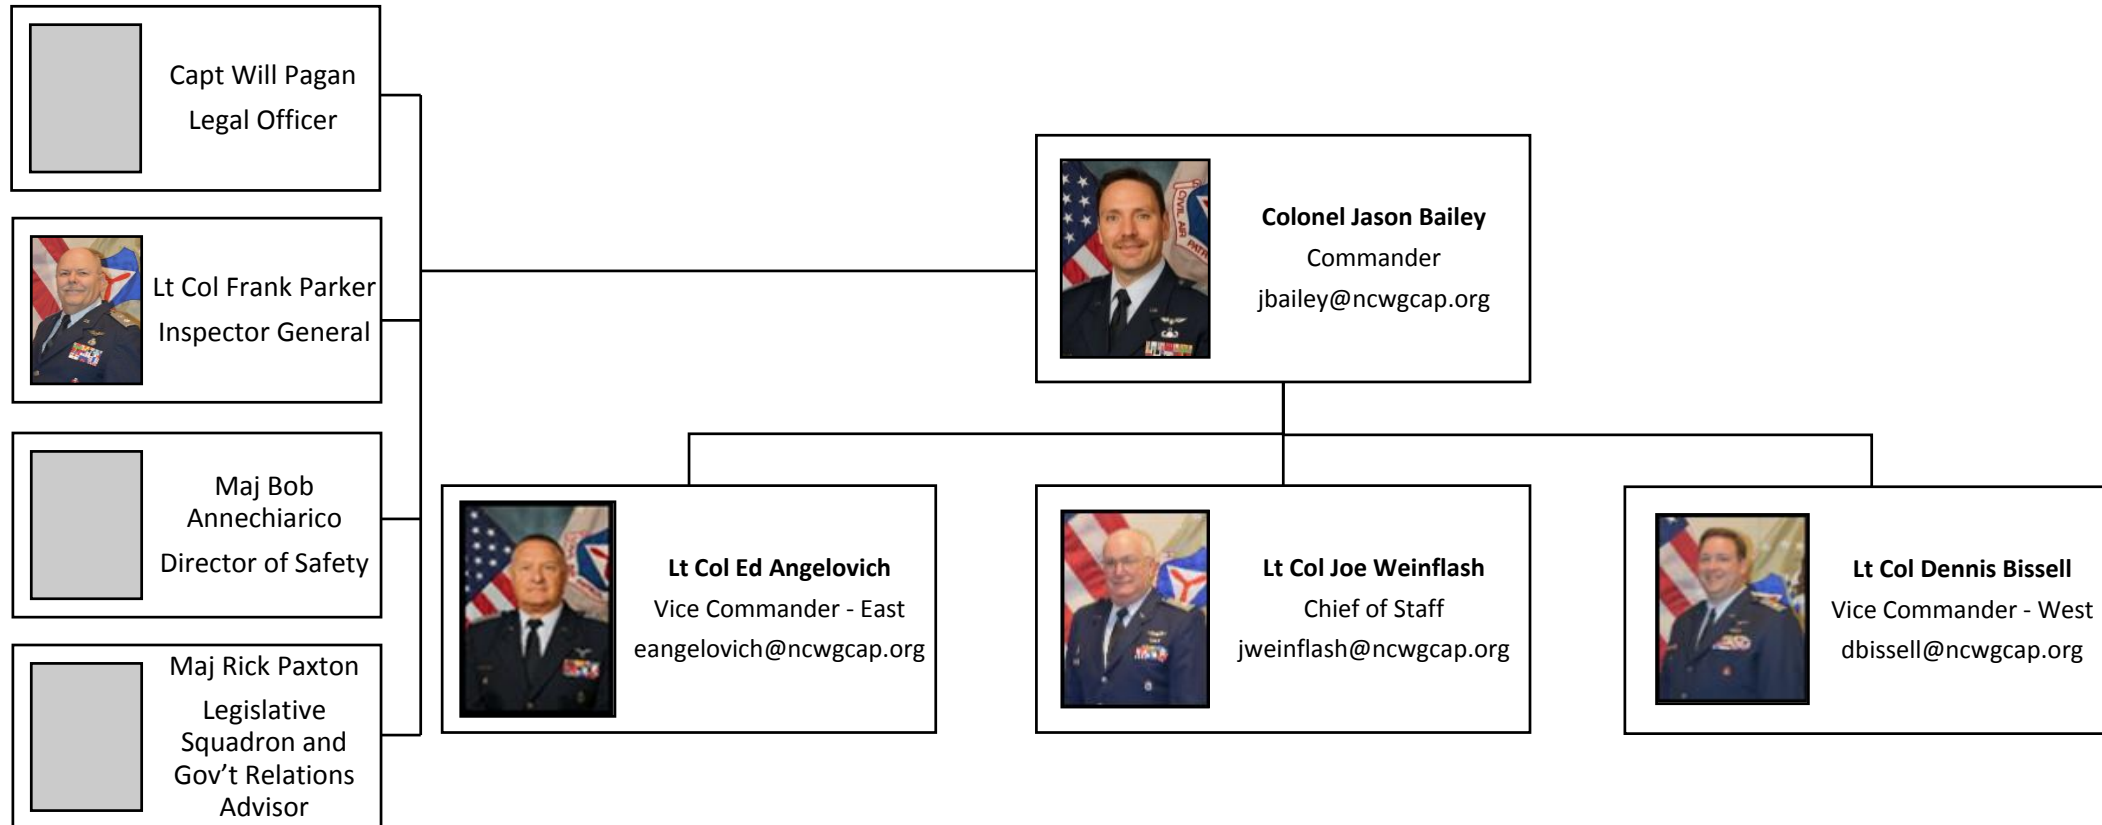 Capt Will Pagan
Legal Officer
Lt Col Frank Parker
Inspector General
Maj Bob
Annechiarico
Director of Safety
Maj Rick Paxton
Legislative
Squadron and
Gov’t Relations
Advisor
Colonel Jason Bailey
Commander
jbailey@ncwgcap.org
Lt Col Ed Angelovich
Vice Commander - East
eangelovich@ncwgcap.org
Lt Col Joe Weinflash
Chief of Staff
jweinflash@ncwgcap.org
Lt Col Dennis Bissell
Vice Commander - West
dbissell@ncwgcap.org
CIVIL AIR